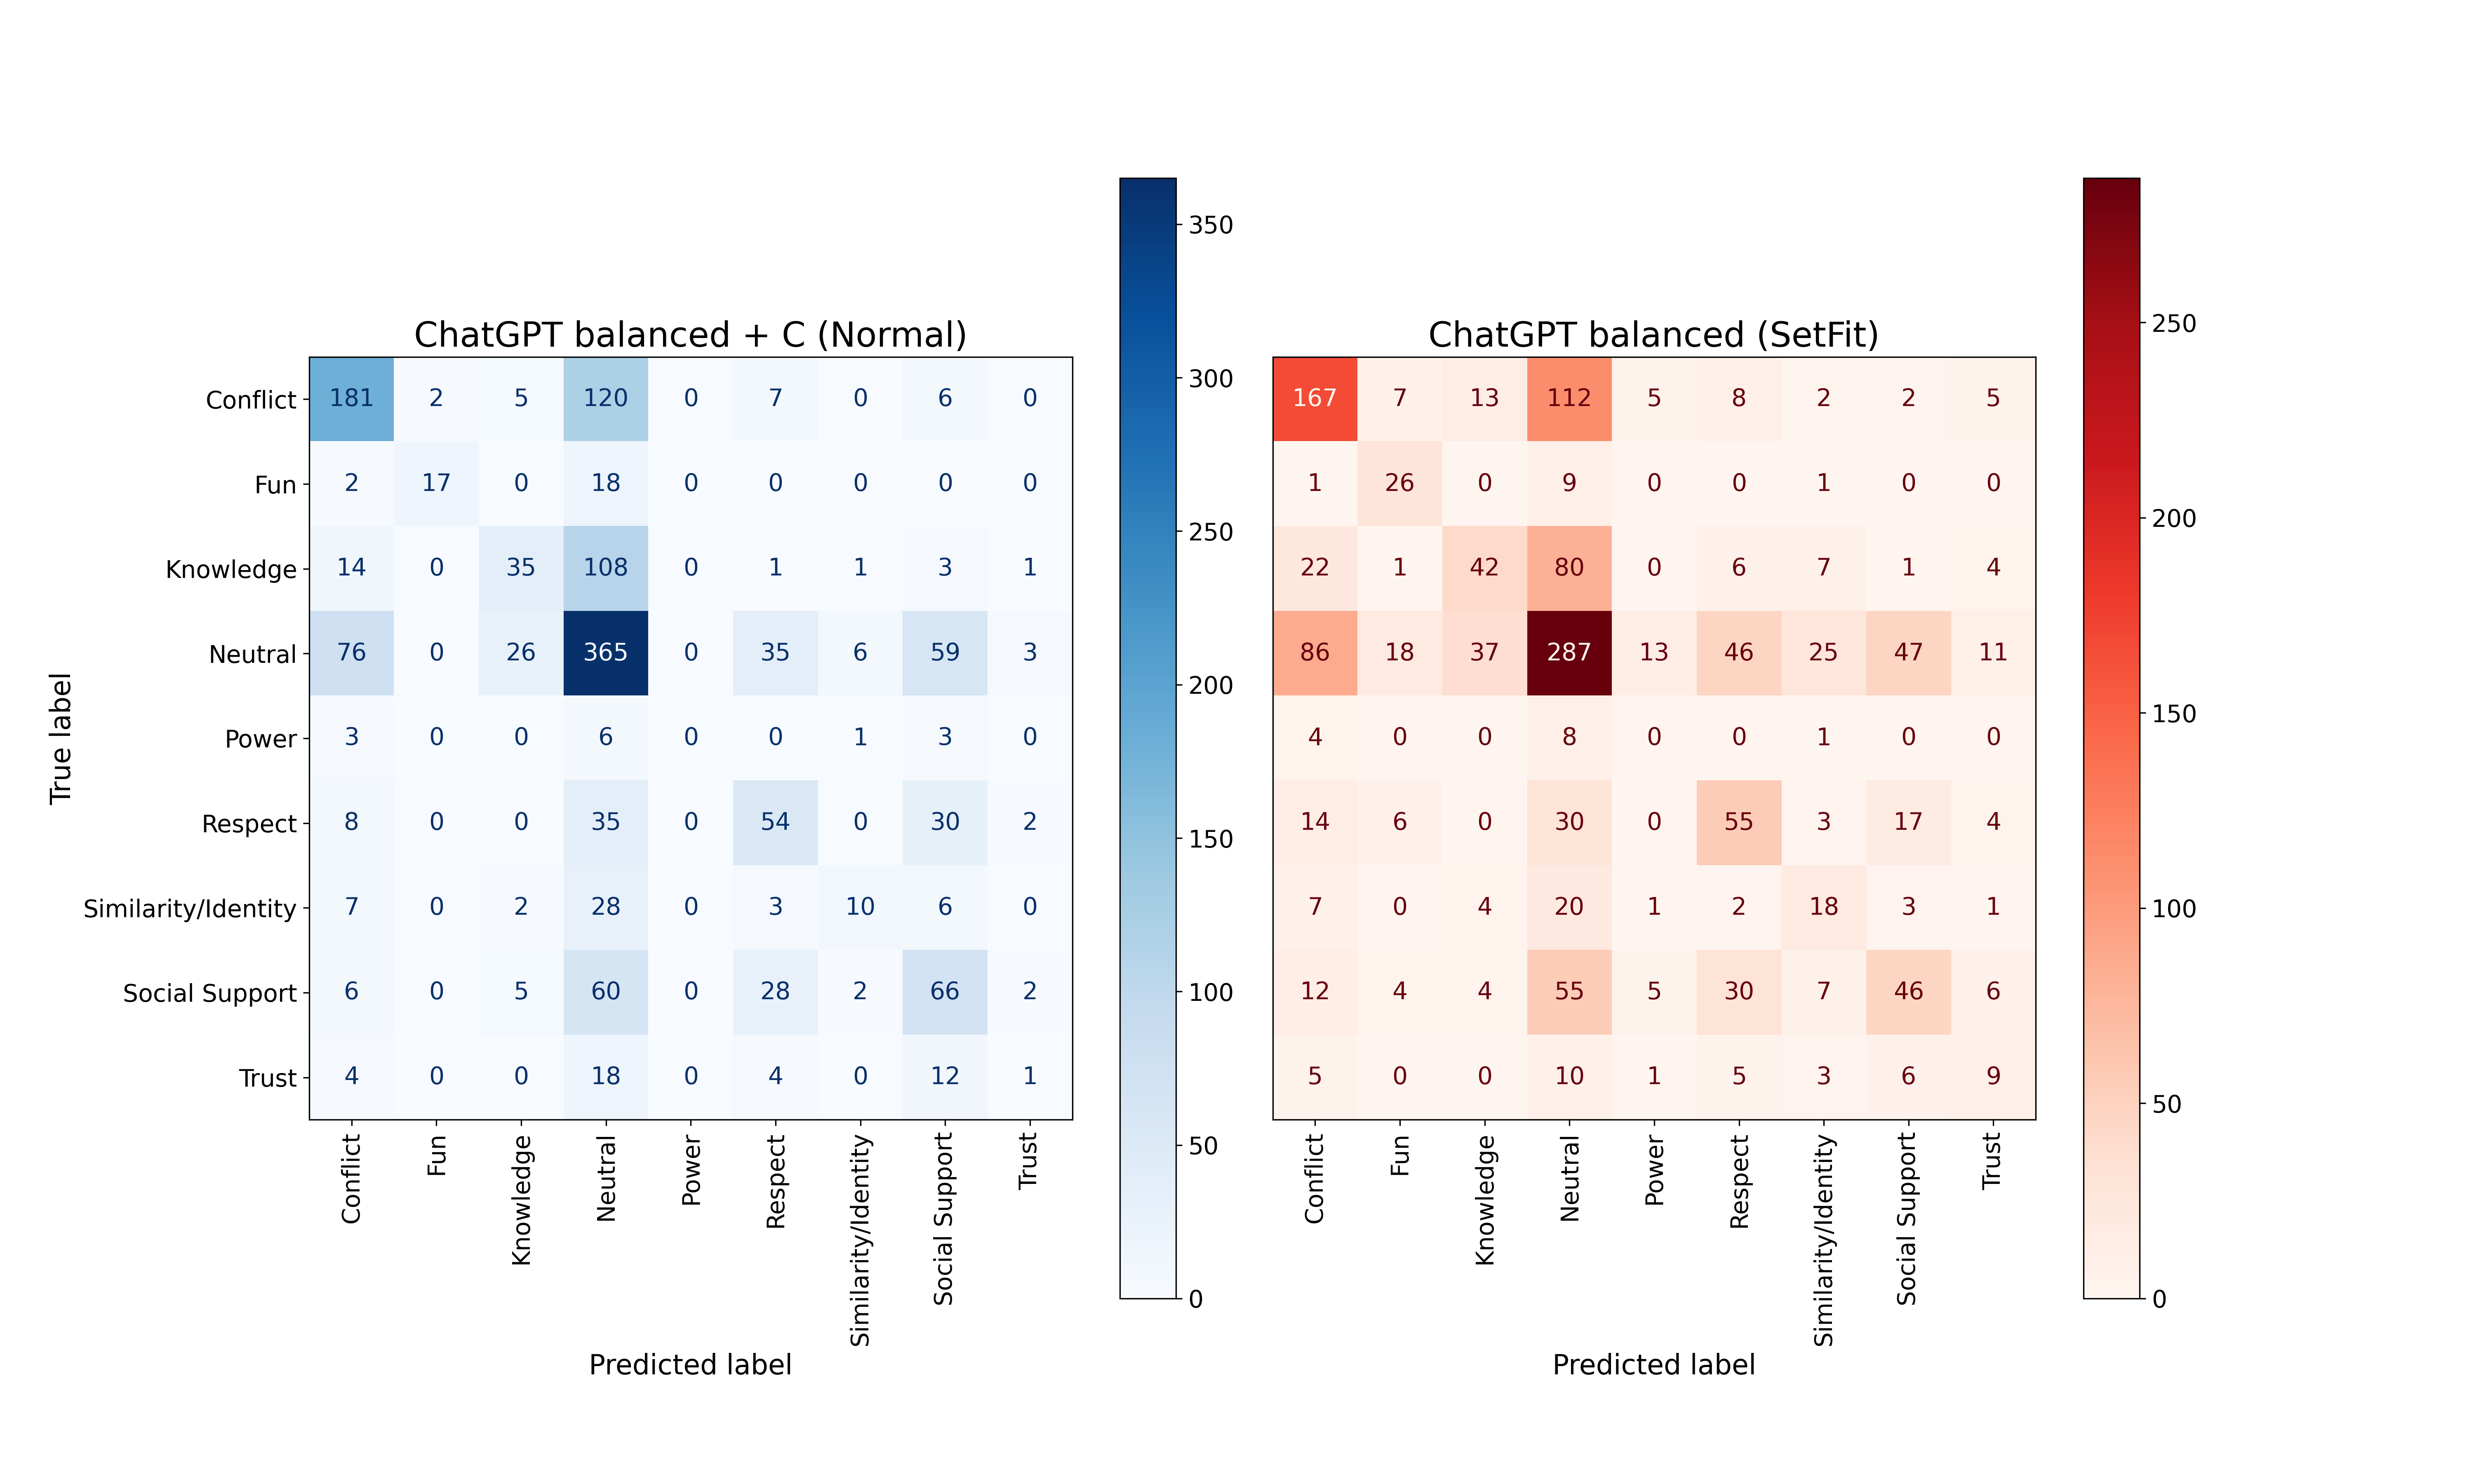 ChatGPT balanced + C (Normal)
True label
Conflict 181 2 5 120 0 7 0 6 0
Fun 2 17 0 18 0 0 0 0 0
Knowledge 14 0 35 108 0 1 1 3 1
Neutral 76 0 26 365 0 35 6 59 3
Power 3 0 0 6 0 0 1 3 0
Respect 8 0 0 35 0 54 0 30 2
Similarity/Identity 7 0 2 28 0 3 10 6 0
Social Support 6 0 5 60 0 28 2 66 2
Trust 4 0 0 18 0 4 0 12 1
Conflict Fun Knowledge Neutral Power Respect Similarity/Identity Social Support Trust
Predicted label
350
300
250
200
150
100
50
0
ChatGPT balanced (SetFit)
167 7 13 112 5 8 2 2 5
1 26 0 9 0 0 1 0 0
22 1 42 80 0 6 7 1 4
86 18 37 287 13 46 25 47 11
4 0 0 8 0 0 1 0 0
14 6 0 30 0 55 3 17 4
7 0 4 20 1 2 18 3 1
12 4 4 55 5 30 7 46 6
5 0 0 10 1 5 3 6 9
Conflict Fun Knowledge Neutral Power Respect Similarity/Identity Social Support Trust
Predicted label
250
200
150
100
50
0